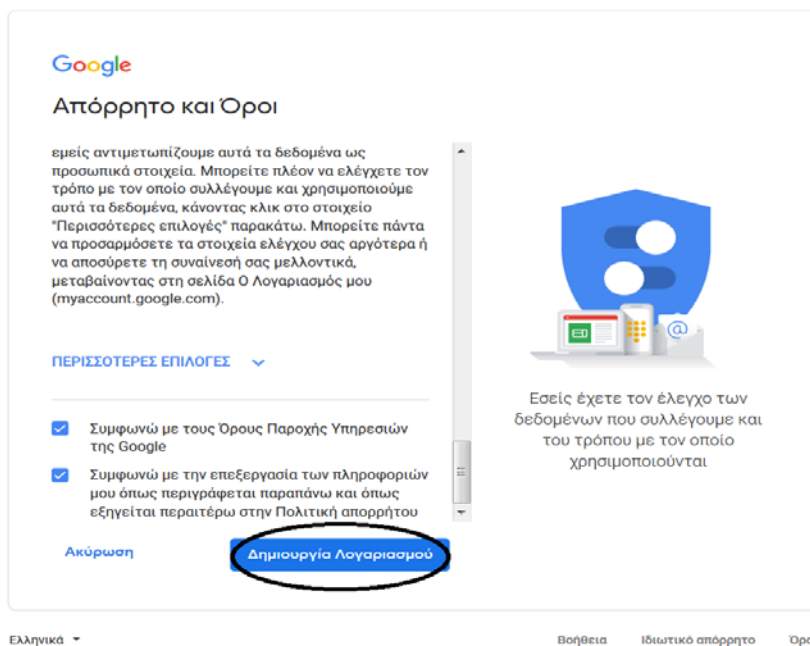 Google
Απόρρητο και Όροι
εμείς αντιμετωπίζουμε αυτά τα δεδομένα ως
προσωπικά στοιχεία. Μπορείτε πλέον να ελέγχετε τον
τρόπο με τον οποίο συλλέγουμε και χρησιμοποιούμε
αυτά τα δεδομένα, κάνοντας κλικ στο στοιχείο
"Περισσότερες επιλογές" παρακάτω. Μπορείτε πάντα
να προσαρμόσετε τα στοιχεία ελέγχου σας αργότερα ή
να αποσύρετε τη συναίνεσή σας μελλοντικά,
μεταβαίνοντας στη σελίδα Ο Λογαριασμός μου
(myaccount.google.com).
ΠΕΡΙΣΣΟΤΕΡΕΣ ΕΠΙΛΟΓΕΣ
Συμφωνώ με τους Όρους Παροχής Υπηρεσιών
της Google
Συμφωνώ με την επεξεργασία των πληροφοριών
μου όπως περιγράφεται παραπάνω και όπως
εξηγείται περαιτέρω στην Πολιτική απορρήτου
Ακύρωση
Δημιουργία Λογαριασμού
@
Εσείς έχετε τον έλεγχο των
δεδομένων που συλλέγουμε και
του τρόπου με τον οποίο
χρησιμοποιούνται
Ελληνικά
Βοήθεια Ιδιωτικό απόρρητο